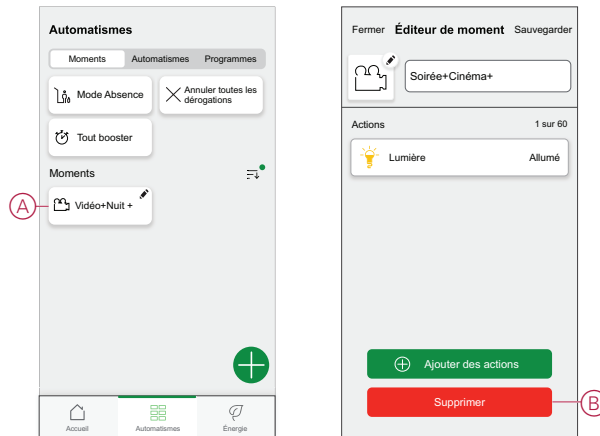 Automatismes
Moments Automatismes Programmes
Mode Absence
Annuler toutes les
dérogations
Tout booster
Moments
A
Vidéo+Nuit +
Accueil Automatismes Énergie
Fermer Éditeur de moment Sauvegarder
Soirée+Cinéma+
Actions 1 sur 60
Lumière Allumé
Ajouter des actions
Supprimer
B